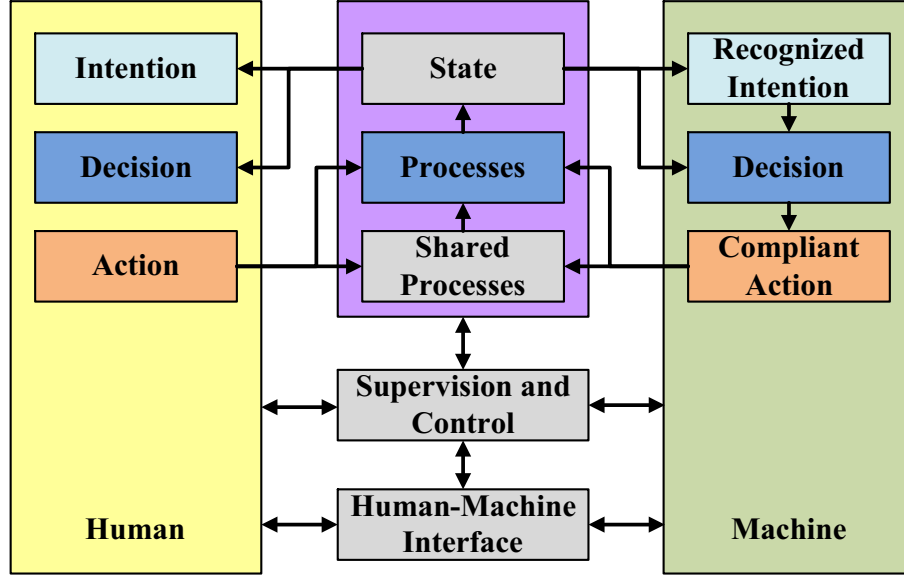 Intention
State
Recognized
Intention
Decision
Processes
Decision
Action
Shared
Processes
Compliant
Action
Supervision and
Control
Human-Machine
Interface
Human
Machine